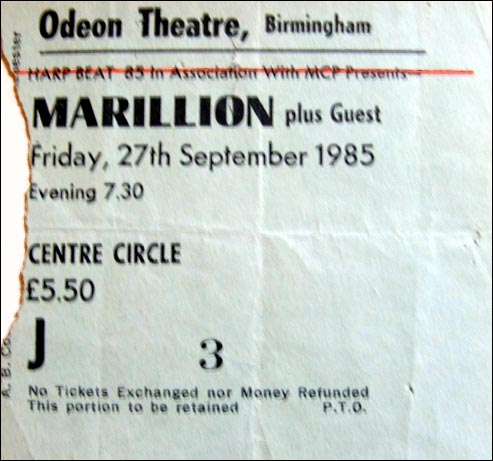 Odeon Theatre, Birmingham
HARP BEAT 85 In Association With MCP Presents
MARILLION plus Guest
Friday, 27th September 1985
Evening 7.30
CENTRE CIRCLE
£5.50
J 3
No Tickets Exchanged nor Money Refunded
This portion to be retained P.T.O.